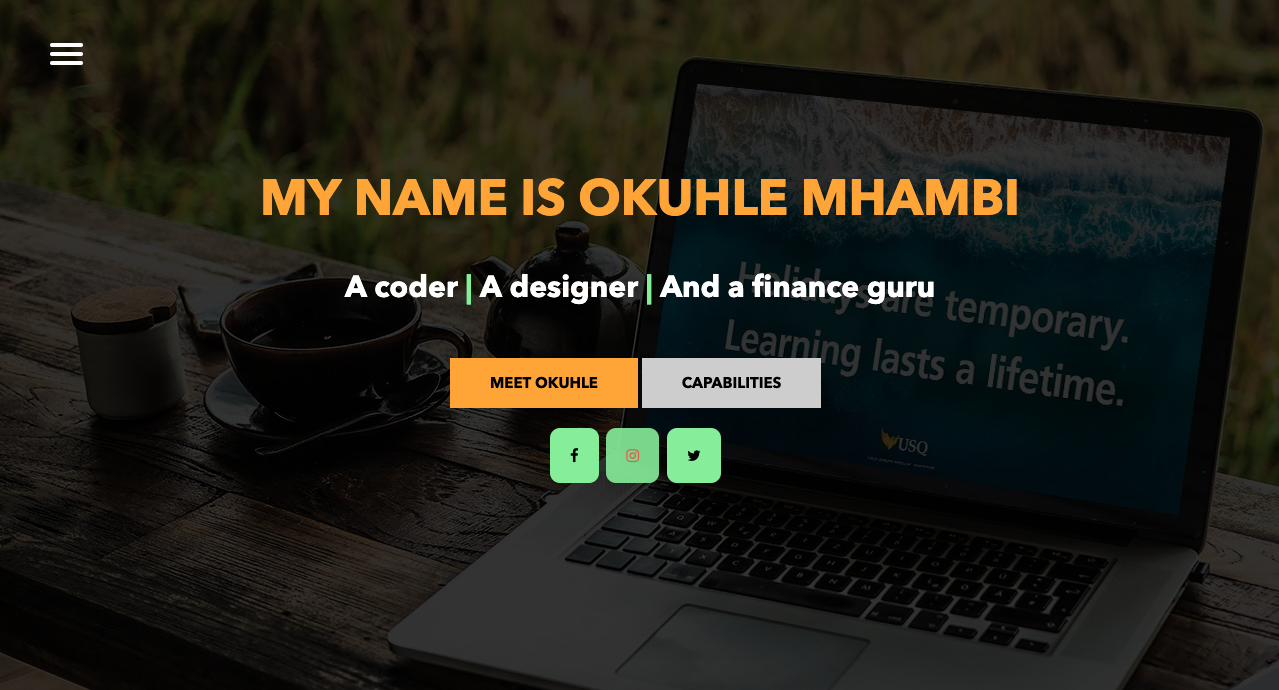 MY NAME IS OKUHLE MHAMBI
A coder | A designer | And a finance guru
Holidays are temporary.
Learning lasts a lifetime.
MEET OKUHLE
CAPABILITIES
USQ